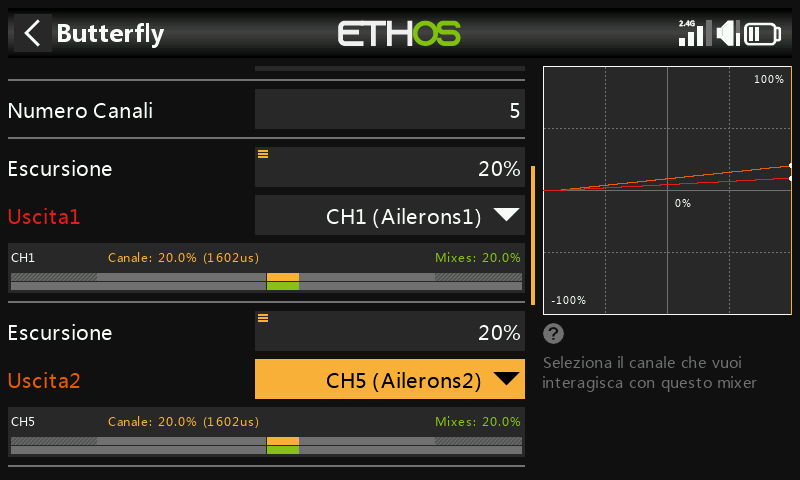 Butterfly
ETHOS
2.4G
Numero Canali
5
Escursione
20%
Uscita1
CH1 (Ailerons1)
CH1
Canale: 20.0% (1602us)
Mixes: 20.0%
Escursione
20%
Uscita2
CH5 (Ailerons2)
CH5
Canale: 20.0% (1602us)
Mixes: 20.0%
100%
0%
-100%
?
Seleziona il canale che vuoi
interagisca con questo mixer